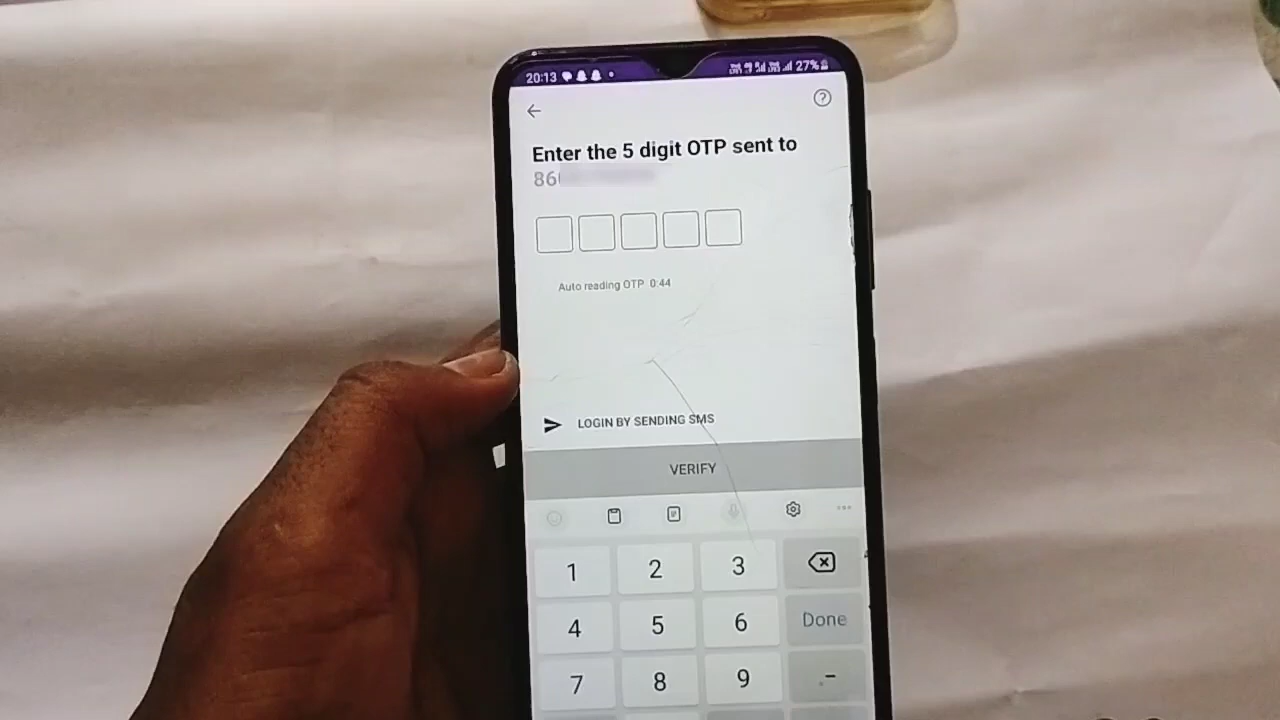 20:13 27%
Enter the 5 digit OTP sent to
86
Auto reading OTP 0:44
LOGIN BY SENDING SMS
VERIFY
1 2 3
4 5 6 Done
7 8 9 .-